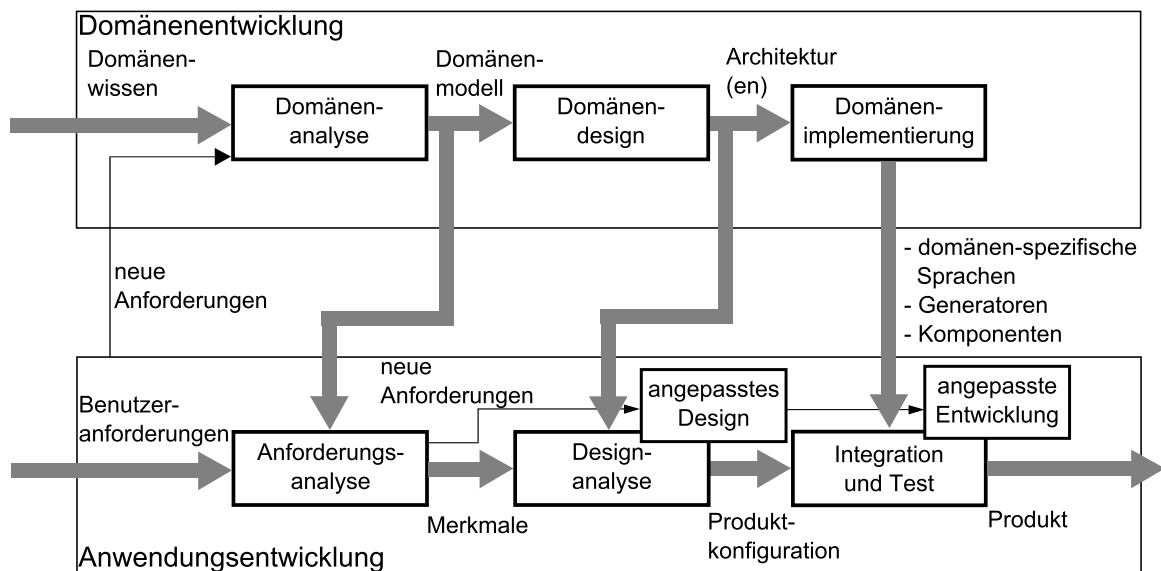 Domänenentwicklung
Domänen-
wissen
Domänen-
analyse
Domänen-
modell
Domänen-
design
Architektur
(en)
Domänen-
implementierung
neue
Anforderungen
- domänen-spezifische
Sprachen
- Generatoren
- Komponenten
Benutzer-
anforderungen
Anforderungs-
analyse
neue
Anforderungen
Merkmale
angepasstes
Design
Design-
analyse
Produkt-
konfiguration
angepasste
Entwicklung
Integration
und Test
Produkt
Anwendungsentwicklung